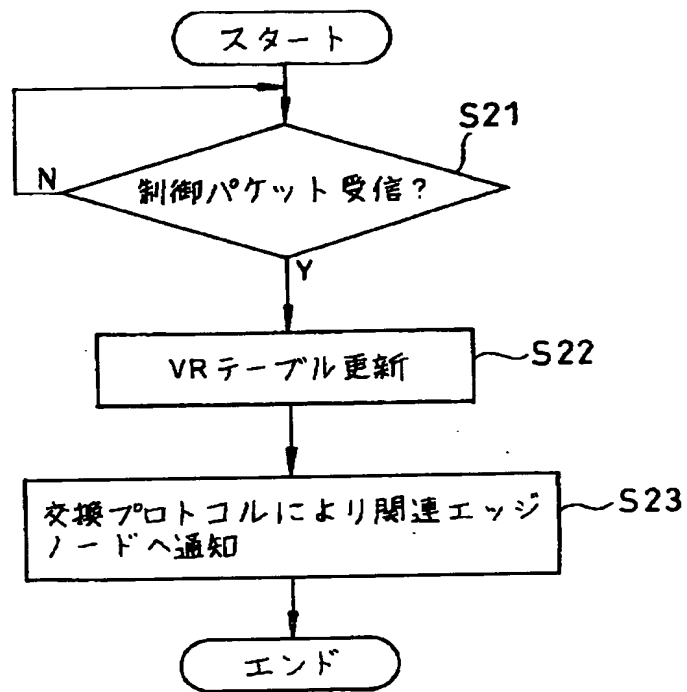 スタート
S21
制御パケット受信?
N
Y
VRテーブル更新
S22
交換プロトコルにより関連エッジ
ノードへ通知
S23
エンド